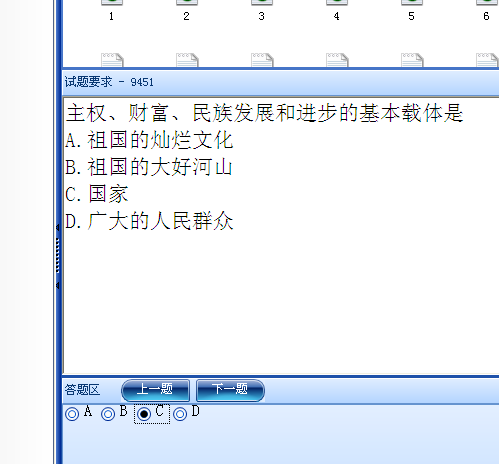 1 2 3 4 5 6
试题要求 - 9451
主权、财富、民族发展和进步的基本载体是
A.祖国的灿烂文化
B.祖国的大好河山
C.国家
D.广大的人民群众
答题区 上一题 下一题
A B C D